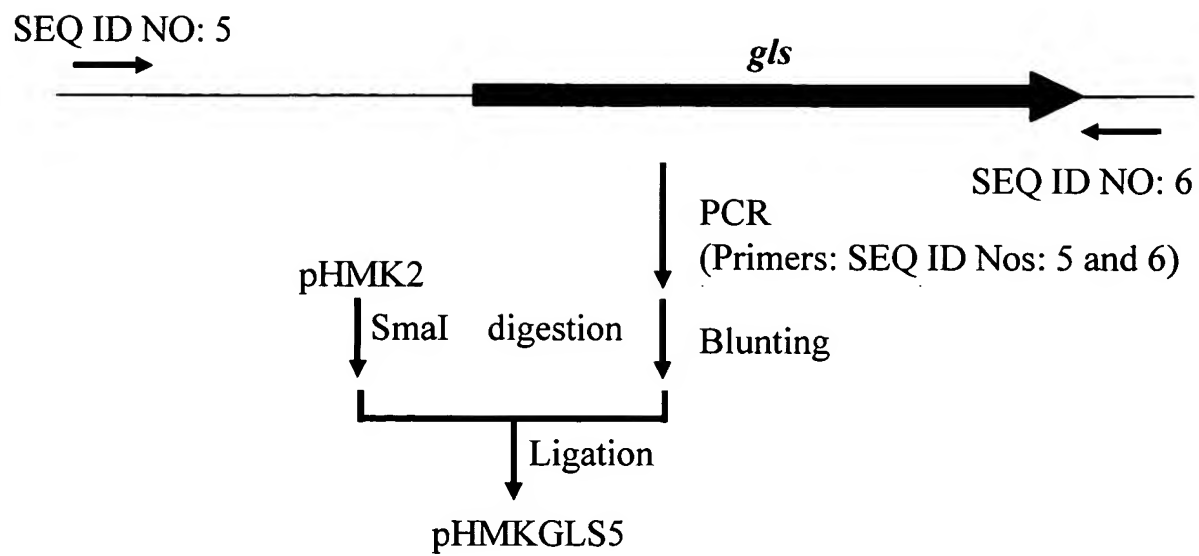 SEQ ID NO: 5
gls
SEQ ID NO: 6
PCR
(Primers: SEQ ID Nos: 5 and 6)
pHMK2
SmaI digestion
Blunting
Ligation
pHMKGLS5